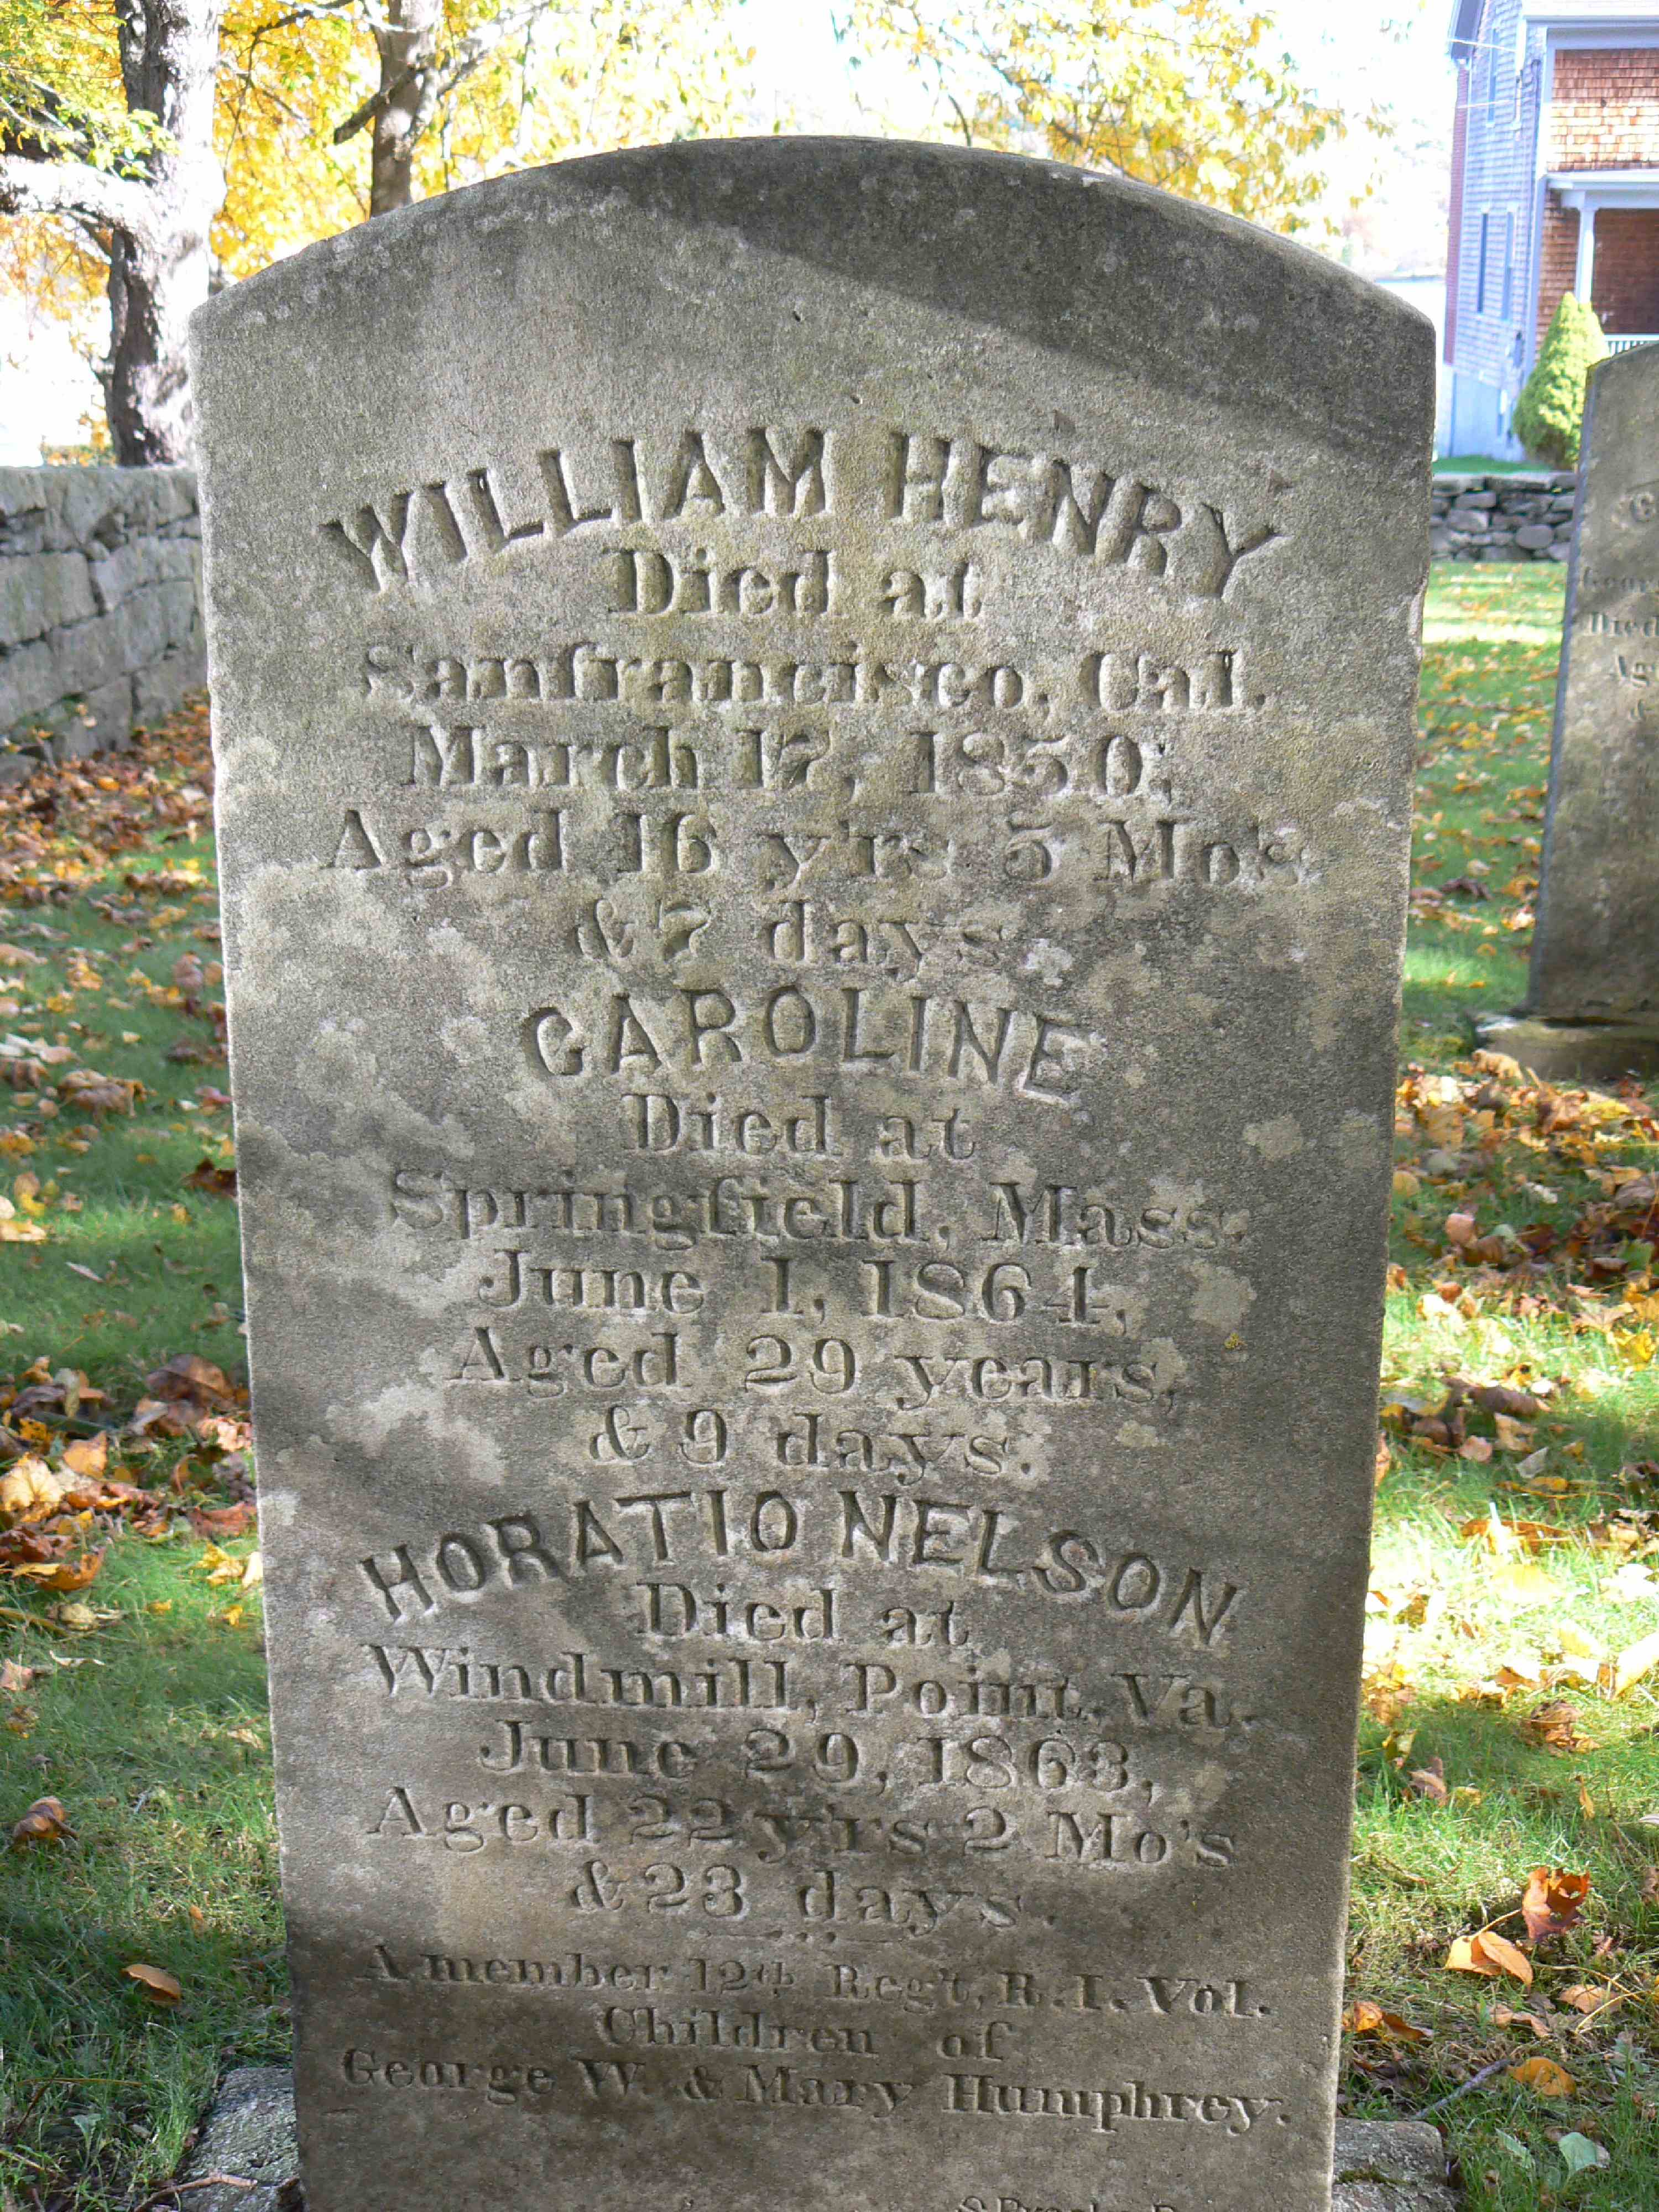 WILLIAM HENRY
Died at
Sanfrancisco, Cal.
March 17, 1850,
Aged 16 y'rs 5 Mo's
& 7 days.
CAROLINE
Died at
Springfield, Mass.
June 1, 1864,
Aged 29 years,
& 9 days.
HORATIO NELSON
Died at
Windmill, Point, Va.
June 29, 1863,
Aged 22 y'rs 2 Mo's
& 23 days.
A member 12th Reg't, R. I. Vol.
Children of
George W. & Mary Humphrey.
Died